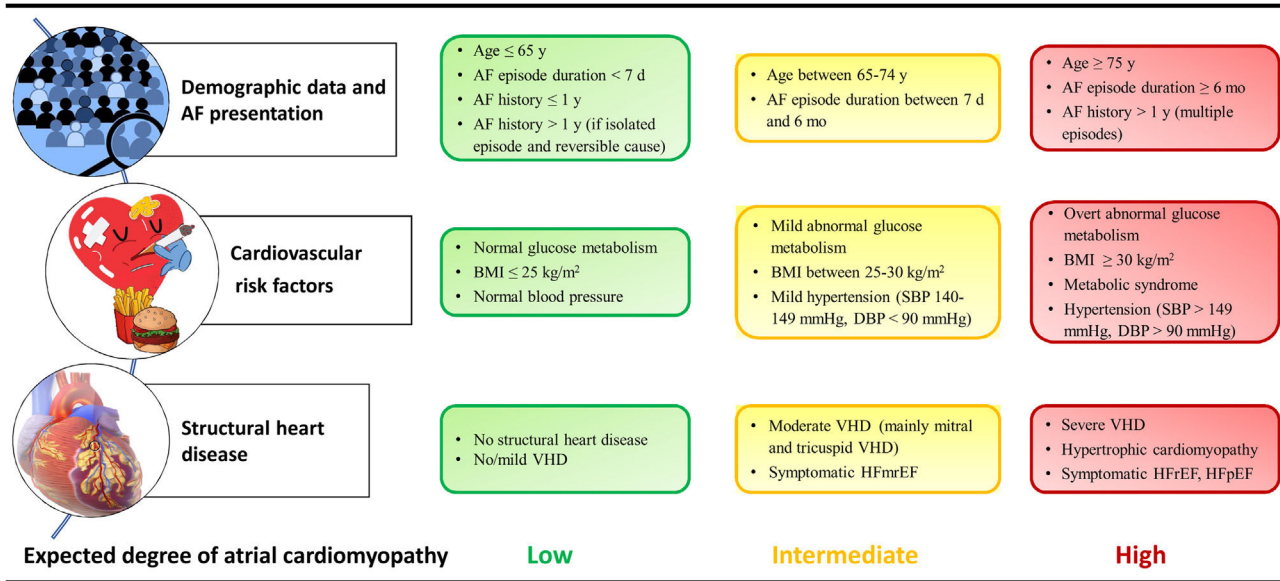 Demographic data and
AF presentation
• Age ≤ 65 y
• AF episode duration < 7 d
• AF history ≤ 1 y
• AF history > 1 y (if isolated
episode and reversible cause)
• Age between 65-74 y
• AF episode duration between 7 d
and 6 mo
• Age ≥ 75 y
• AF episode duration ≥ 6 mo
• AF history > 1 y (multiple
episodes)
Cardiovascular
risk factors
• Normal glucose metabolism
• BMI ≤ 25 kg/m²
• Normal blood pressure
• Mild abnormal glucose
metabolism
• BMI between 25-30 kg/m²
• Mild hypertension (SBP 140-
149 mmHg, DBP < 90 mmHg)
• Overt abnormal glucose
metabolism
• BMI ≥ 30 kg/m²
• Metabolic syndrome
• Hypertension (SBP > 149
mmHg, DBP > 90 mmHg)
Structural heart
disease
• No structural heart disease
• No/mild VHD
• Moderate VHD (mainly mitral
and tricuspid VHD)
• Symptomatic HFmrEF
• Severe VHD
• Hypertrophic cardiomyopathy
• Symptomatic HFrEF, HFpEF
Expected degree of atrial cardiomyopathy
Low
Intermediate
High